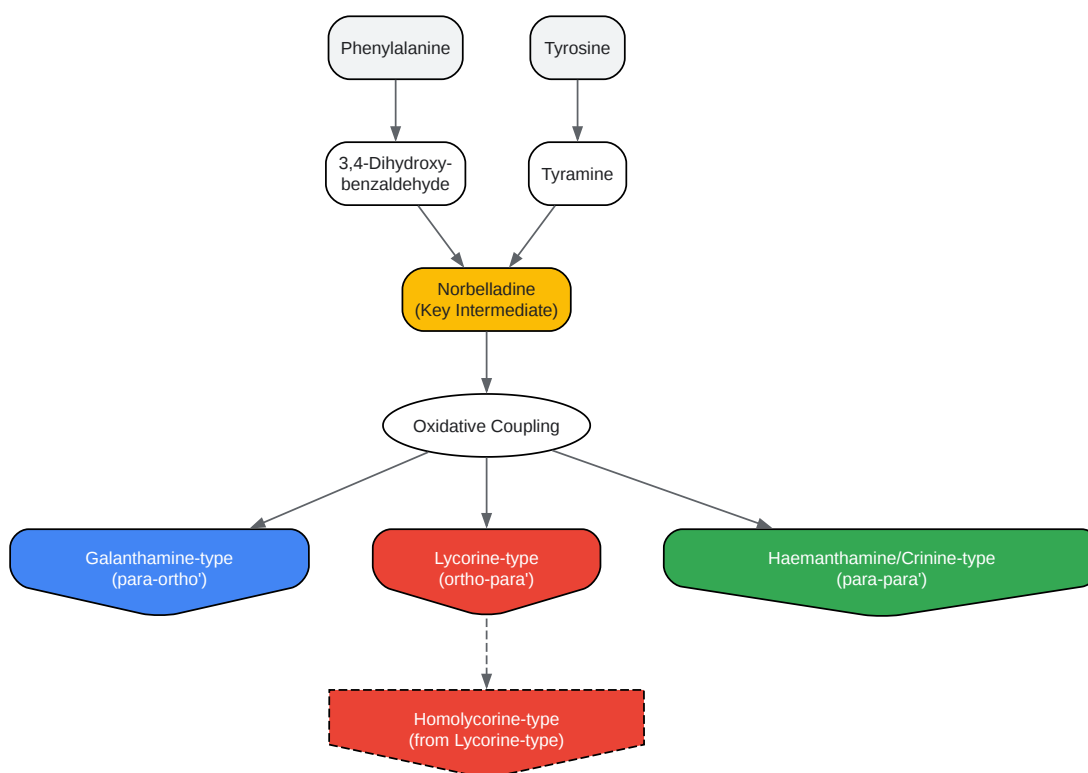 Phenylalanine
Tyrosine
3,4-Dihydroxy-
benzaldehyde
Tyramine
Norbelladine
(Key Intermediate)
Oxidative Coupling
Galanthamine-type
(para-ortho')
Lycorine-type
(ortho-para')
Haemanthamine/Crinine-type
(para-para')
Homolycorine-type
(from Lycorine-type)